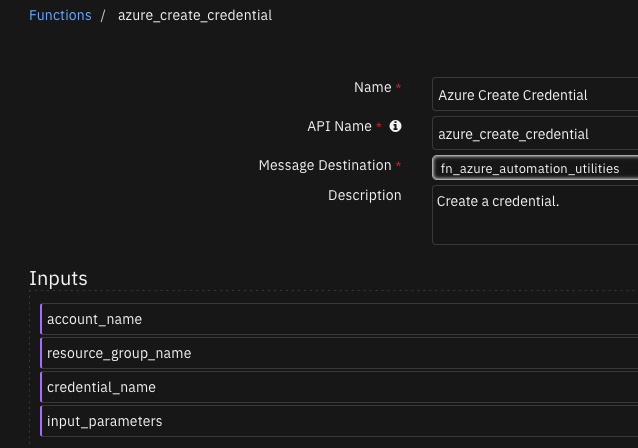 Functions / azure_create_credential
Name * Azure Create Credential
API Name * azure_create_credential
Message Destination * fn_azure_automation_utilities
Description Create a credential.
Inputs
account_name
resource_group_name
credential_name
input_parameters